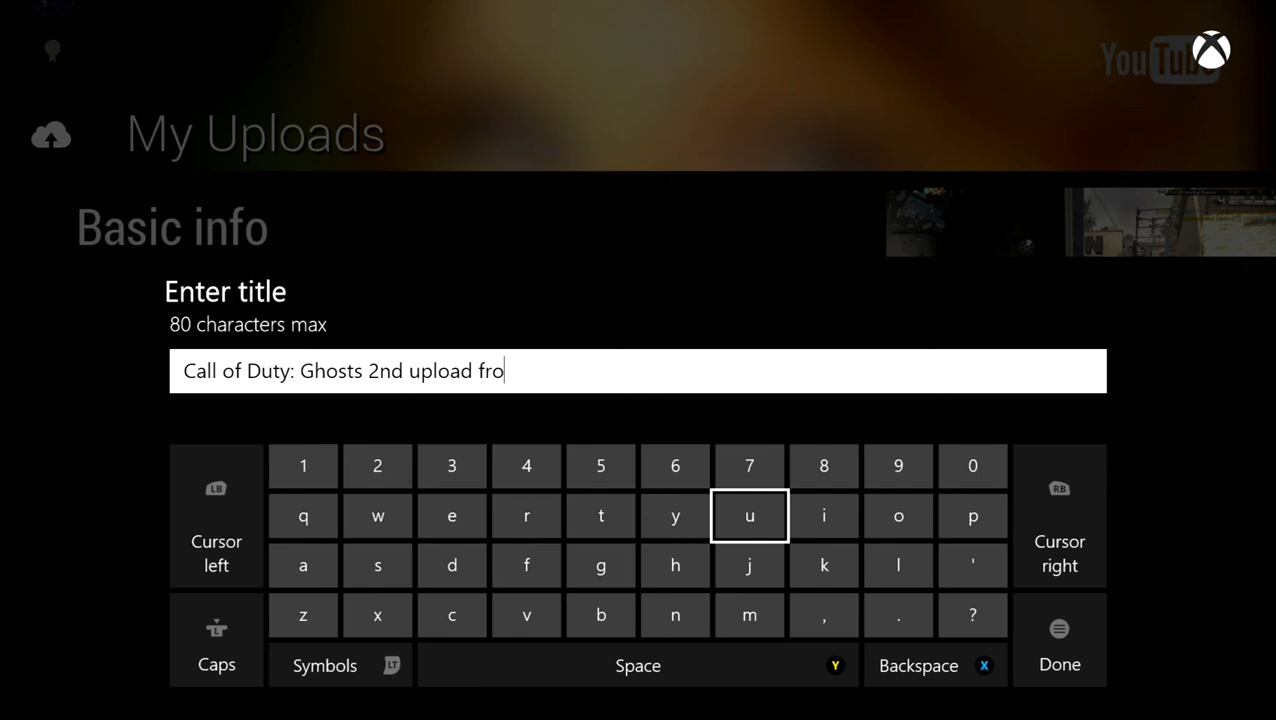 YouTube
My Uploads
Basic info
Enter title
80 characters max
Call of Duty: Ghosts 2nd upload fro
1 2 3 4 5 6 7 8 9 0
LB
RB
q w e r t y u i o p
Cursor left
Cursor right
a s d f g h j k l '
z x c v b n m , . ?
Caps
Symbols LT
Space Y
Backspace X
Done